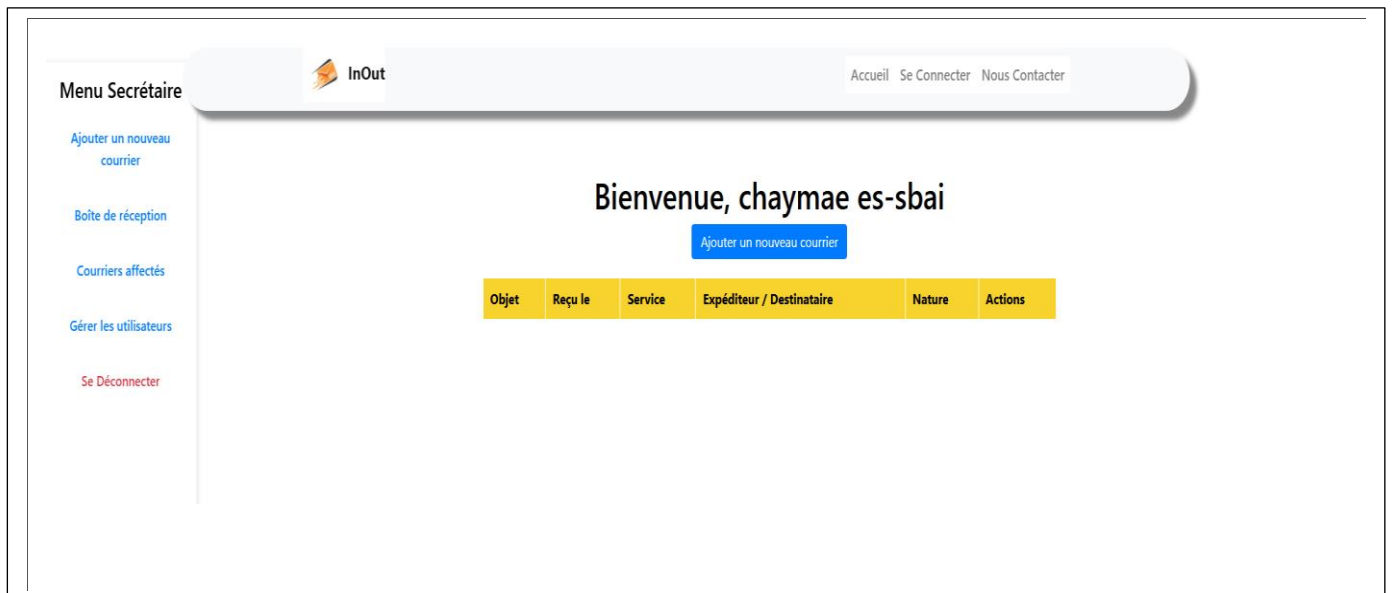 InOut
Accueil Se Connecter Nous Contacter
Menu Secrétaire
Ajouter un nouveau
courrier
Boîte de réception
Courriers affectés
Gérer les utilisateurs
Se Déconnecter
Bienvenue, chaymae es-sbai
Ajouter un nouveau courrier
Objet Reçu le Service Expéditeur / Destinataire Nature Actions